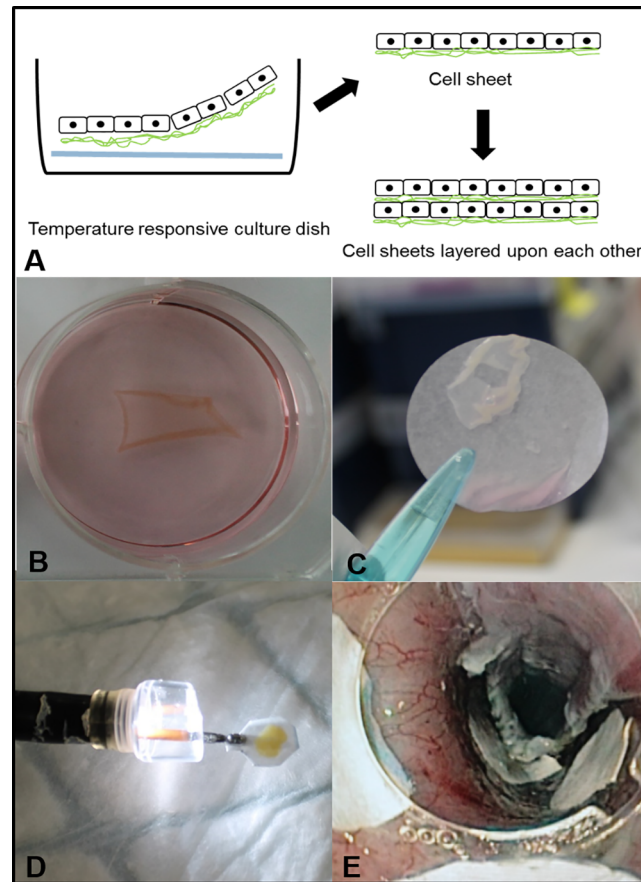 Cell sheet
Temperature responsive culture dish
Cell sheets layered upon each other
A
B
C
D
E